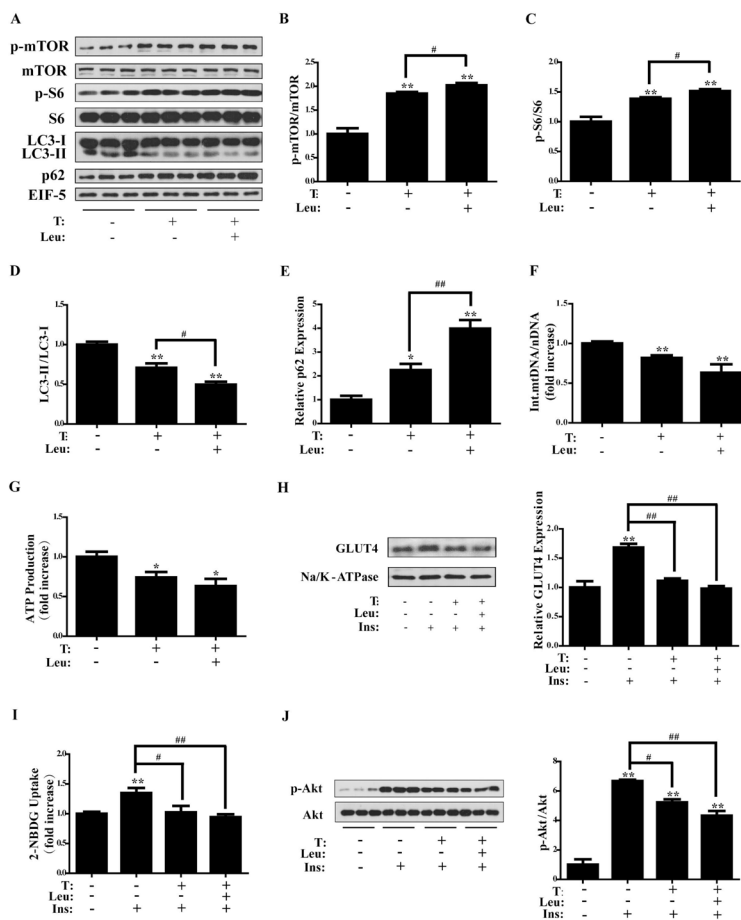 A
p-mTOR
mTOR
p-S6
S6
LC3-I
LC3-II
p62
EIF-5
T: - + +
Leu: - - +
B
p-mTOR/mTOR
2.5
2.0
1.5
1.0
0.5
0.0
#
** **
T: - + +
Leu: - - +
C
p-S6/S6
2.0
1.5
1.0
0.5
0.0
#
** **
T: - + +
Leu: - - +
D
LC3-II/LC3-I
1.5
1.0
0.5
0.0
#
** **
T: - + +
Leu: - - +
E
Relative p62 Expression
5
4
3
2
1
0
##
* **
T: - + +
Leu: - - +
F
Int.mtDNA/nDNA
(fold increase)
1.5
1.0
0.5
0.0
** **
T: - + +
Leu: - - +
G
ATP Production
(fold increase)
1.5
1.0
0.5
0.0
* *
T: - + +
Leu: - - +
H
GLUT4
Na/K-ATPase
T: - - + +
Leu: - - - +
Ins: - + + +
Relative GLUT4 Expression
2.0
1.5
1.0
0.5
0.0
##
##
**
T: - - + +
Leu: - - - +
Ins: - + + +
I
2-NBDG Uptake
(fold increase)
2.0
1.5
1.0
0.5
0.0
##
#
**
T: - - + +
Leu: - - - +
Ins: - + + +
J
p-Akt
Akt
T: - - + +
Leu: - - - +
Ins: - + + +
p-Akt/Akt
8
6
4
2
0
##
#
** ** **
T: - - + +
Leu: - - - +
Ins: - + + +